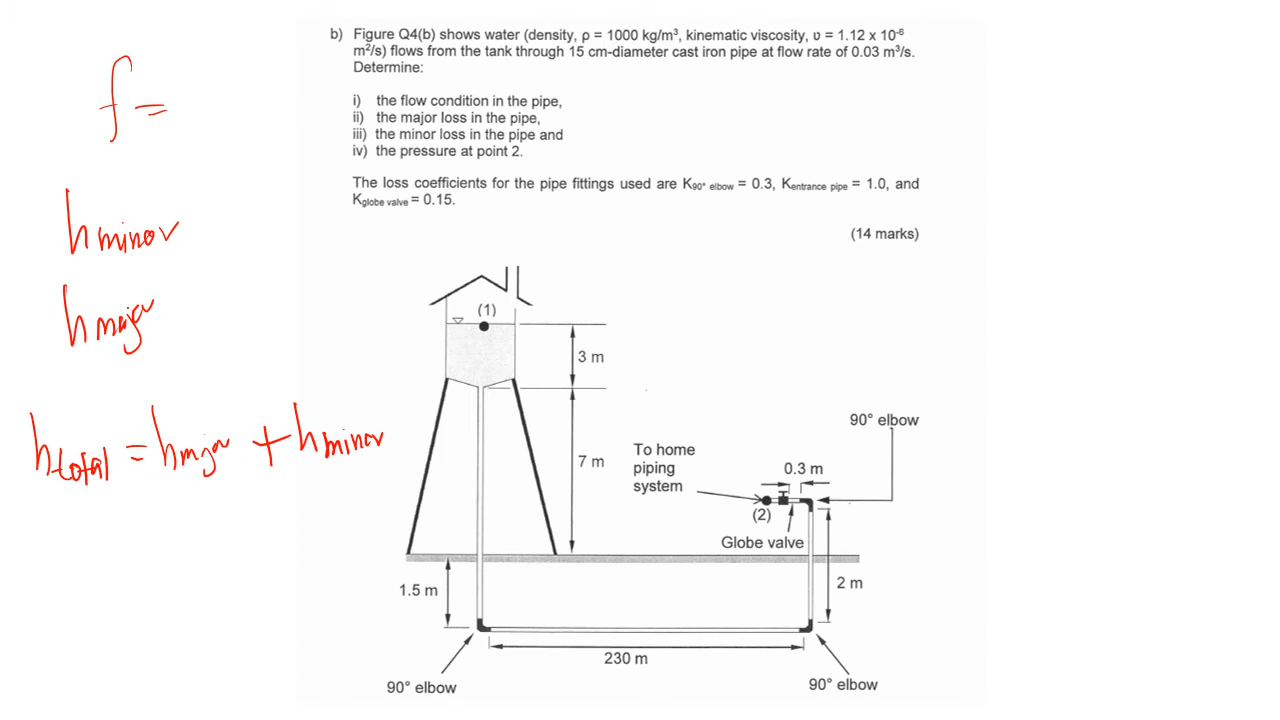 f =
h minor
h major
h total = h major + h minor
b) Figure Q4(b) shows water (density, ρ = 1000 kg/m³, kinematic viscosity, υ = 1.12 x 10⁻⁶
m²/s) flows from the tank through 15 cm-diameter cast iron pipe at flow rate of 0.03 m³/s.
Determine:
i) the flow condition in the pipe,
ii) the major loss in the pipe,
iii) the minor loss in the pipe and
iv) the pressure at point 2.
The loss coefficients for the pipe fittings used are K90° elbow = 0.3, Kentrance pipe = 1.0, and
Kglobe valve = 0.15.
(14 marks)
(1)
3 m
7 m
1.5 m
To home
piping
system
(2)
0.3 m
90° elbow
Globe valve
2 m
230 m
90° elbow
90° elbow